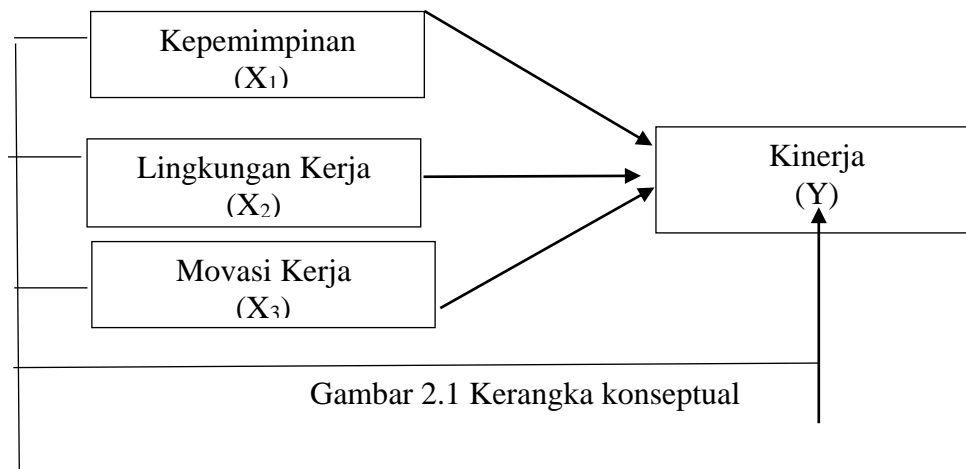 Kepemimpinan
(X₁)
Lingkungan Kerja
(X₂)
Movasi Kerja
(X₃)
Kinerja
(Y)
Gambar 2.1 Kerangka konseptual